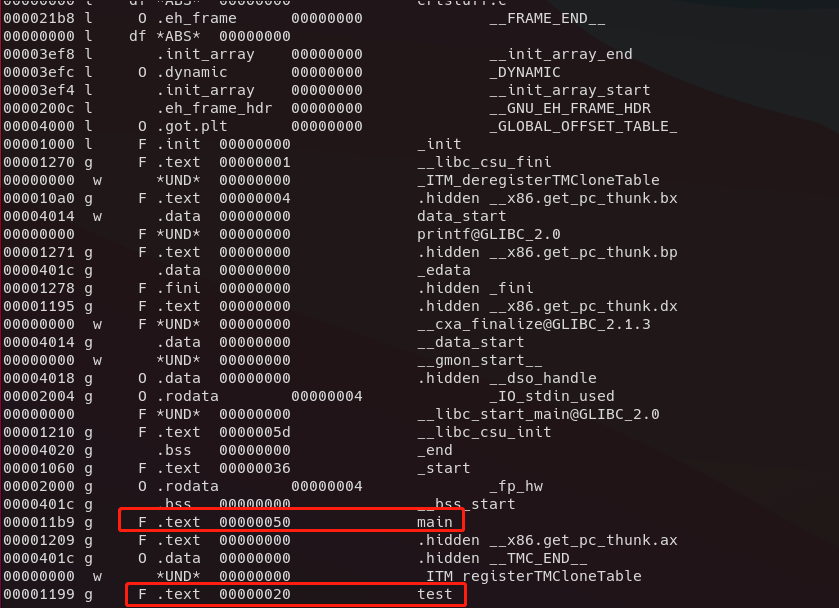 00000000 l df *ABS* 00000000 crtstuff.c
000021b8 l O .eh_frame 00000000 __FRAME_END__
00000000 l df *ABS* 00000000
00003ef8 l .init_array 00000000 __init_array_end
00003efc l O .dynamic 00000000 _DYNAMIC
00003ef4 l .init_array 00000000 __init_array_start
0000200c l .eh_frame_hdr 00000000 __GNU_EH_FRAME_HDR
00004000 l O .got.plt 00000000 _GLOBAL_OFFSET_TABLE_
00001000 l F .init 00000000 _init
00001270 g F .text 00000001 __libc_csu_fini
00000000 w *UND* 00000000 _ITM_deregisterTMCloneTable
000010a0 g F .text 00000004 .hidden __x86.get_pc_thunk.bx
00004014 w .data 00000000 data_start
00000000 F *UND* 00000000 printf@GLIBC_2.0
00001271 g F .text 00000000 .hidden __x86.get_pc_thunk.bp
0000401c g .data 00000000 _edata
00001278 g F .fini 00000000 .hidden _fini
00001195 g F .text 00000000 .hidden __x86.get_pc_thunk.dx
00000000 w F *UND* 00000000 __cxa_finalize@GLIBC_2.1.3
00004014 g .data 00000000 __data_start
00000000 w *UND* 00000000 __gmon_start__
00004018 g O .data 00000000 .hidden __dso_handle
00002004 g O .rodata 00000004 _IO_stdin_used
00000000 F *UND* 00000000 __libc_start_main@GLIBC_2.0
00001210 g F .text 0000005d __libc_csu_init
00004020 g .bss 00000000 _end
00001060 g F .text 00000036 _start
00002000 g O .rodata 00000004 _fp_hw
0000401c g .bss 00000000 __bss_start
000011b9 g F .text 00000050 main
00001209 g F .text 00000000 .hidden __x86.get_pc_thunk.ax
0000401c g O .data 00000000 .hidden __TMC_END__
00000000 w *UND* 00000000 _ITM_registerTMCloneTable
00001199 g F .text 00000020 test